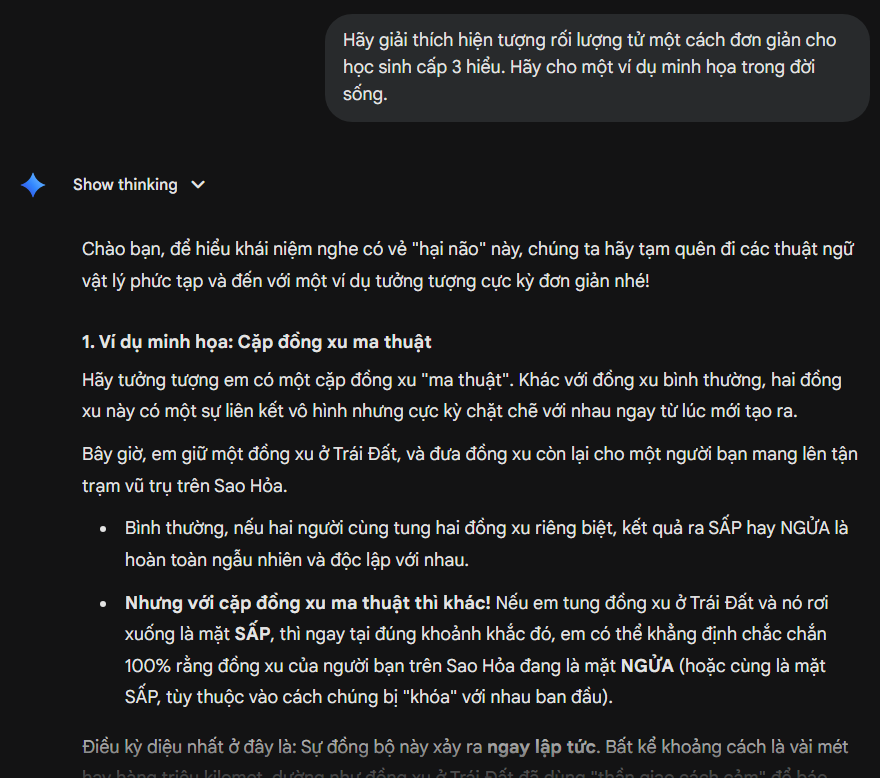 Hãy giải thích hiện tượng rối lượng tử một cách đơn giản cho
học sinh cấp 3 hiểu. Hãy cho một ví dụ minh họa trong đời
sống.
Show thinking
Chào bạn, để hiểu khái niệm nghe có vẻ "hại não" này, chúng ta hãy tạm quên đi các thuật ngữ
vật lý phức tạp và đến với một ví dụ tưởng tượng cực kỳ đơn giản nhé!
1. Ví dụ minh họa: Cặp đồng xu ma thuật
Hãy tưởng tượng em có một cặp đồng xu "ma thuật". Khác với đồng xu bình thường, hai đồng
xu này có một sự liên kết vô hình nhưng cực kỳ chặt chẽ với nhau ngay từ lúc mới tạo ra.
Bây giờ, em giữ một đồng xu ở Trái Đất, và đưa đồng xu còn lại cho một người bạn mang lên tận
trạm vũ trụ trên Sao Hỏa.
• Bình thường, nếu hai người cùng tung hai đồng xu riêng biệt, kết quả ra SẤP hay NGỬA là
hoàn toàn ngẫu nhiên và độc lập với nhau.
• Nhưng với cặp đồng xu ma thuật thì khác! Nếu em tung đồng xu ở Trái Đất và nó rơi
xuống là mặt SẤP, thì ngay tại đúng khoảnh khắc đó, em có thể khẳng định chắc chắn
100% rằng đồng xu của người bạn trên Sao Hỏa đang là mặt NGỬA (hoặc cùng là mặt
SẤP, tùy thuộc vào cách chúng bị "khóa" với nhau ban đầu).
Điều kỳ diệu nhất ở đây là: Sự đồng bộ này xảy ra ngay lập tức. Bất kể khoảng cách là vài mét
hay hàng triệu kilomet, dường như đồng xu ở Trái Đất đã dùng "thần giao cách cảm" để báo